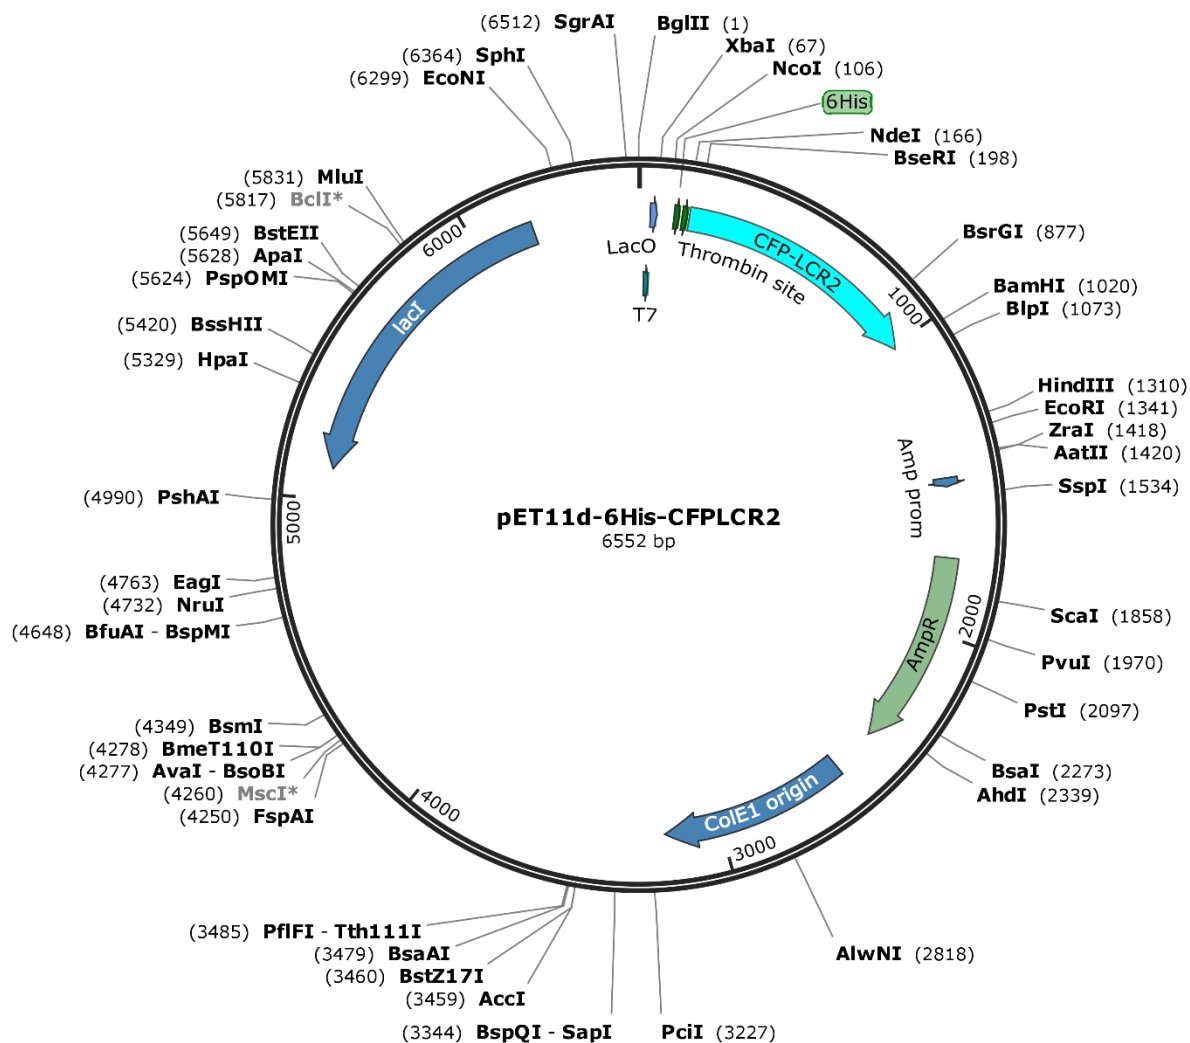 (6512) SgrAI
BglII (1)
XbaI (67)
NcoI (106)
6His
NdeI (166)
BseRI (198)
BsrGI (877)
BamHI (1020)
BlpI (1073)
HindIII (1310)
EcoRI (1341)
ZraI (1418)
AatII (1420)
SspI (1534)
ScaI (1858)
PvuI (1970)
PstI (2097)
BsaI (2273)
AhdI (2339)
AlwNI (2818)
PciI (3227)
(3344) BspQI - SapI
(3459) AccI
(3460) BstZ17I
(3479) BsaAI
(3485) PflFI - Tth111I
(4250) FspAI
(4260) MscI*
(4277) AvaI - BsoBI
(4278) BmeT110I
(4349) BsmI
(4648) BfuAI - BspMI
(4732) NruI
(4763) EagI
(4990) PshAI
(5329) HpaI
(5420) BssHII
(5624) PspOMI
(5628) ApaI
(5649) BstEII
(5817) BclI*
(5831) MluI
(6299) EcoNI
(6364) SphI
LacO
T7
Thrombin site
CFP-LCR2
1000
Amp prom
AmpR
2000
ColE1 origin
3000
4000
5000
lacI
6000
pET11d-6His-CFPLCR2
6552 bp